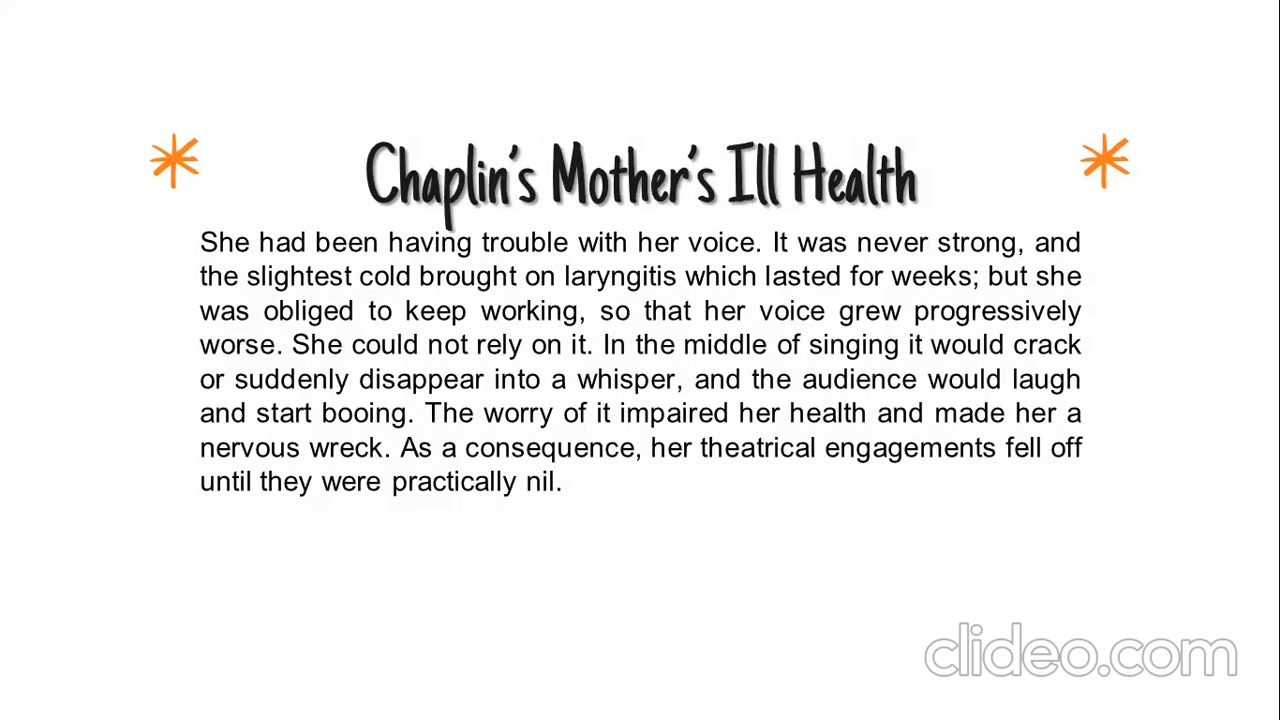 Chaplin's Mother's Ill Health
She had been having trouble with her voice. It was never strong, and
the slightest cold brought on laryngitis which lasted for weeks; but she
was obliged to keep working, so that her voice grew progressively
worse. She could not rely on it. In the middle of singing it would crack
or suddenly disappear into a whisper, and the audience would laugh
and start booing. The worry of it impaired her health and made her a
nervous wreck. As a consequence, her theatrical engagements fell off
until they were practically nil.
clideo.com